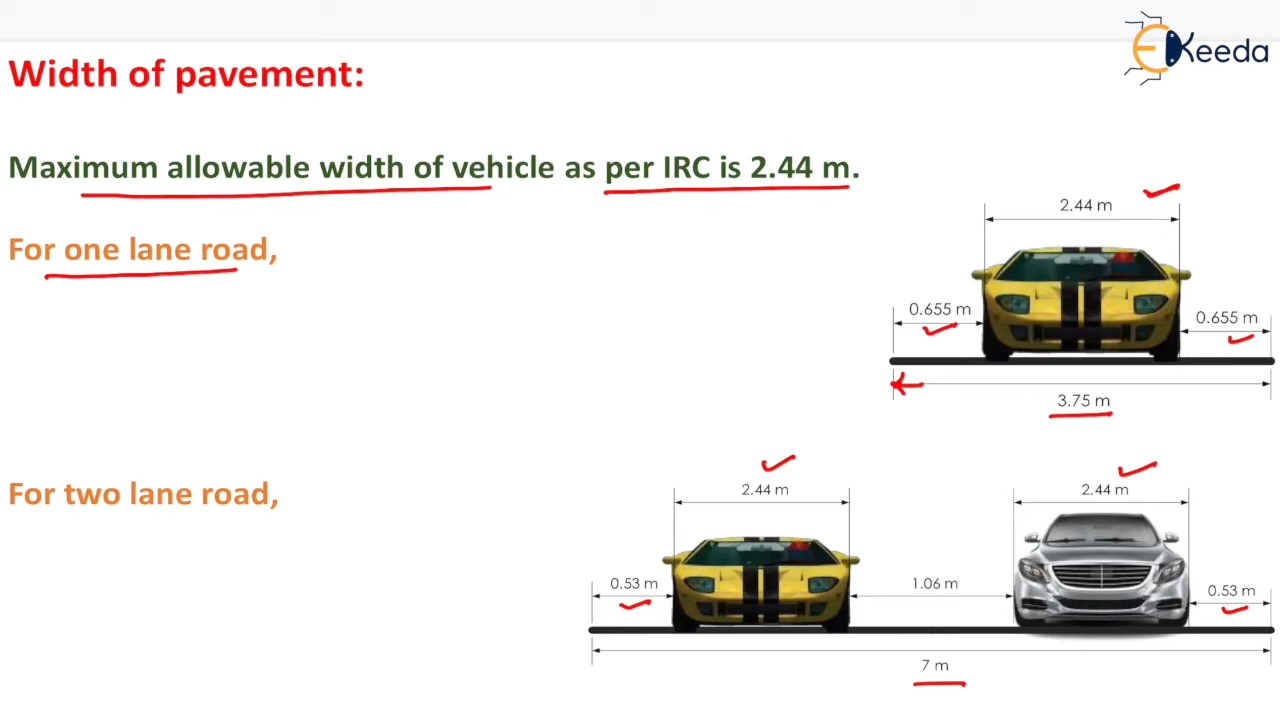 EKeeda
Width of pavement:
Maximum allowable width of vehicle as per IRC is 2.44 m.
For one lane road,
2.44 m
0.655 m
0.655 m
3.75 m
For two lane road,
2.44 m
2.44 m
0.53 m
1.06 m
0.53 m
7 m